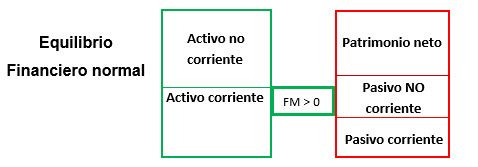 Equilibrio
Financiero normal
Activo no
corriente
Activo corriente
FM > 0
Patrimonio neto
Pasivo NO
corriente
Pasivo corriente